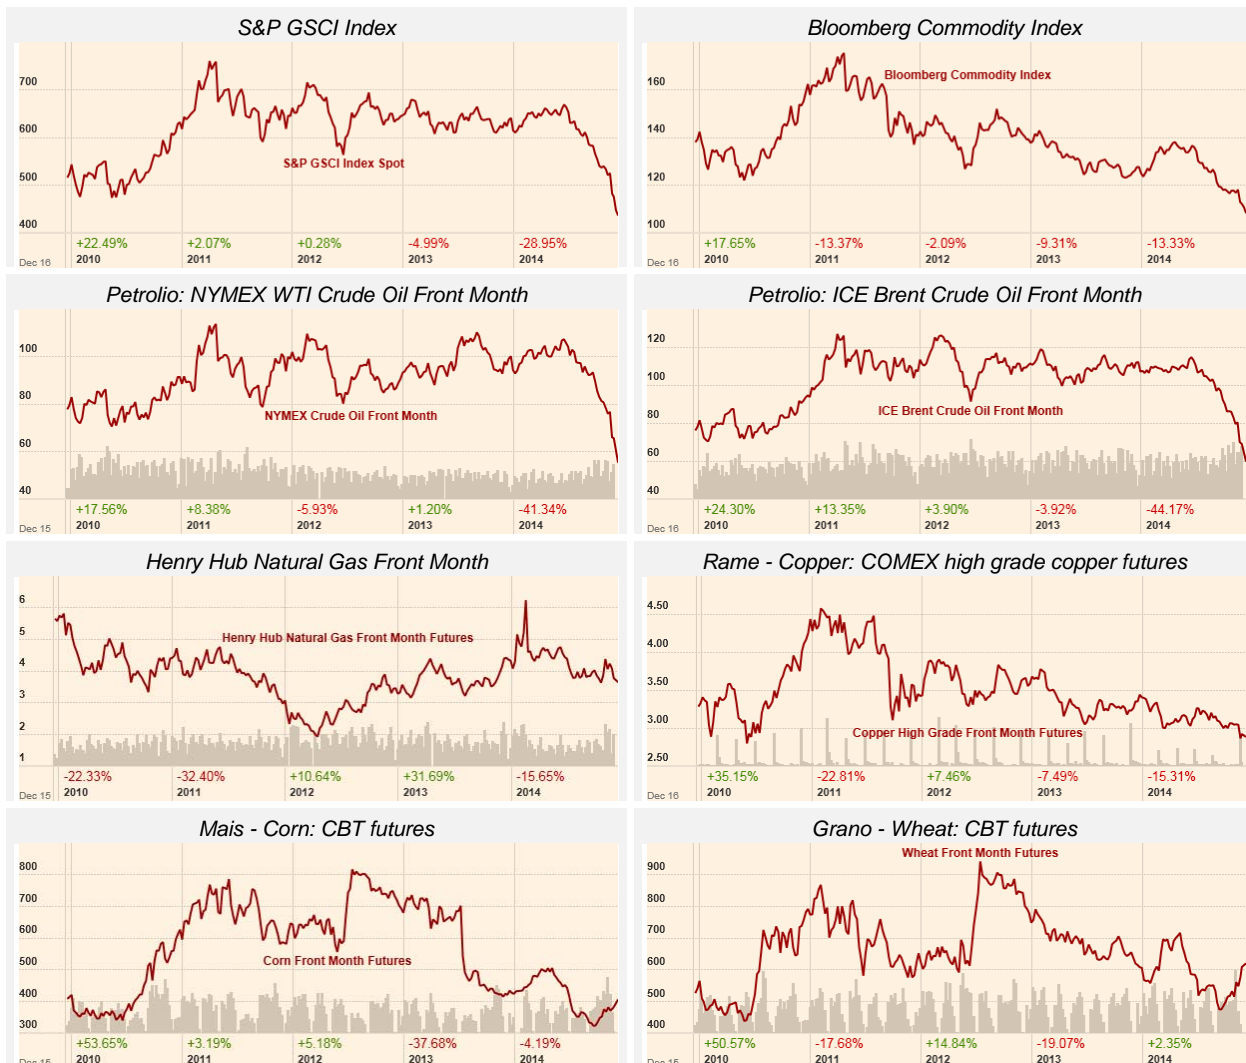 S&P GSCI Index
700
600
500
400
S&P GSCI Index Spot
+22.49% +2.07% +0.28% -4.99% -28.95%
Dec 16 2010 2011 2012 2013 2014
Bloomberg Commodity Index
160
140
120
100
Bloomberg Commodity Index
+17.65% -13.37% -2.09% -9.31% -13.33%
Dec 16 2010 2011 2012 2013 2014
Petrolio: NYMEX WTI Crude Oil Front Month
100
80
60
40
NYMEX Crude Oil Front Month
+17.56% +8.38% -5.93% +1.20% -41.34%
Dec 15 2010 2011 2012 2013 2014
Petrolio: ICE Brent Crude Oil Front Month
120
100
80
60
40
ICE Brent Crude Oil Front Month
+24.30% +13.35% +3.90% -3.92% -44.17%
Dec 16 2010 2011 2012 2013 2014
Henry Hub Natural Gas Front Month
6
5
4
3
2
1
Henry Hub Natural Gas Front Month Futures
-22.33% -32.40% +10.64% +31.69% -15.65%
Dec 15 2010 2011 2012 2013 2014
Rame - Copper: COMEX high grade copper futures
4.50
4.00
3.50
3.00
2.50
Copper High Grade Front Month Futures
+35.15% -22.81% +7.46% -7.49% -15.31%
Dec 16 2010 2011 2012 2013 2014
Mais - Corn: CBT futures
800
700
600
500
400
300
Corn Front Month Futures
+53.65% +3.19% +5.18% -37.68% -4.19%
Dec 15 2010 2011 2012 2013 2014
Grano - Wheat: CBT futures
Wheat Front Month Futures
900
800
700
600
500
400
+50.57% -17.68% +14.84% -19.07% +2.35%
Dec 15 2010 2011 2012 2013 2014